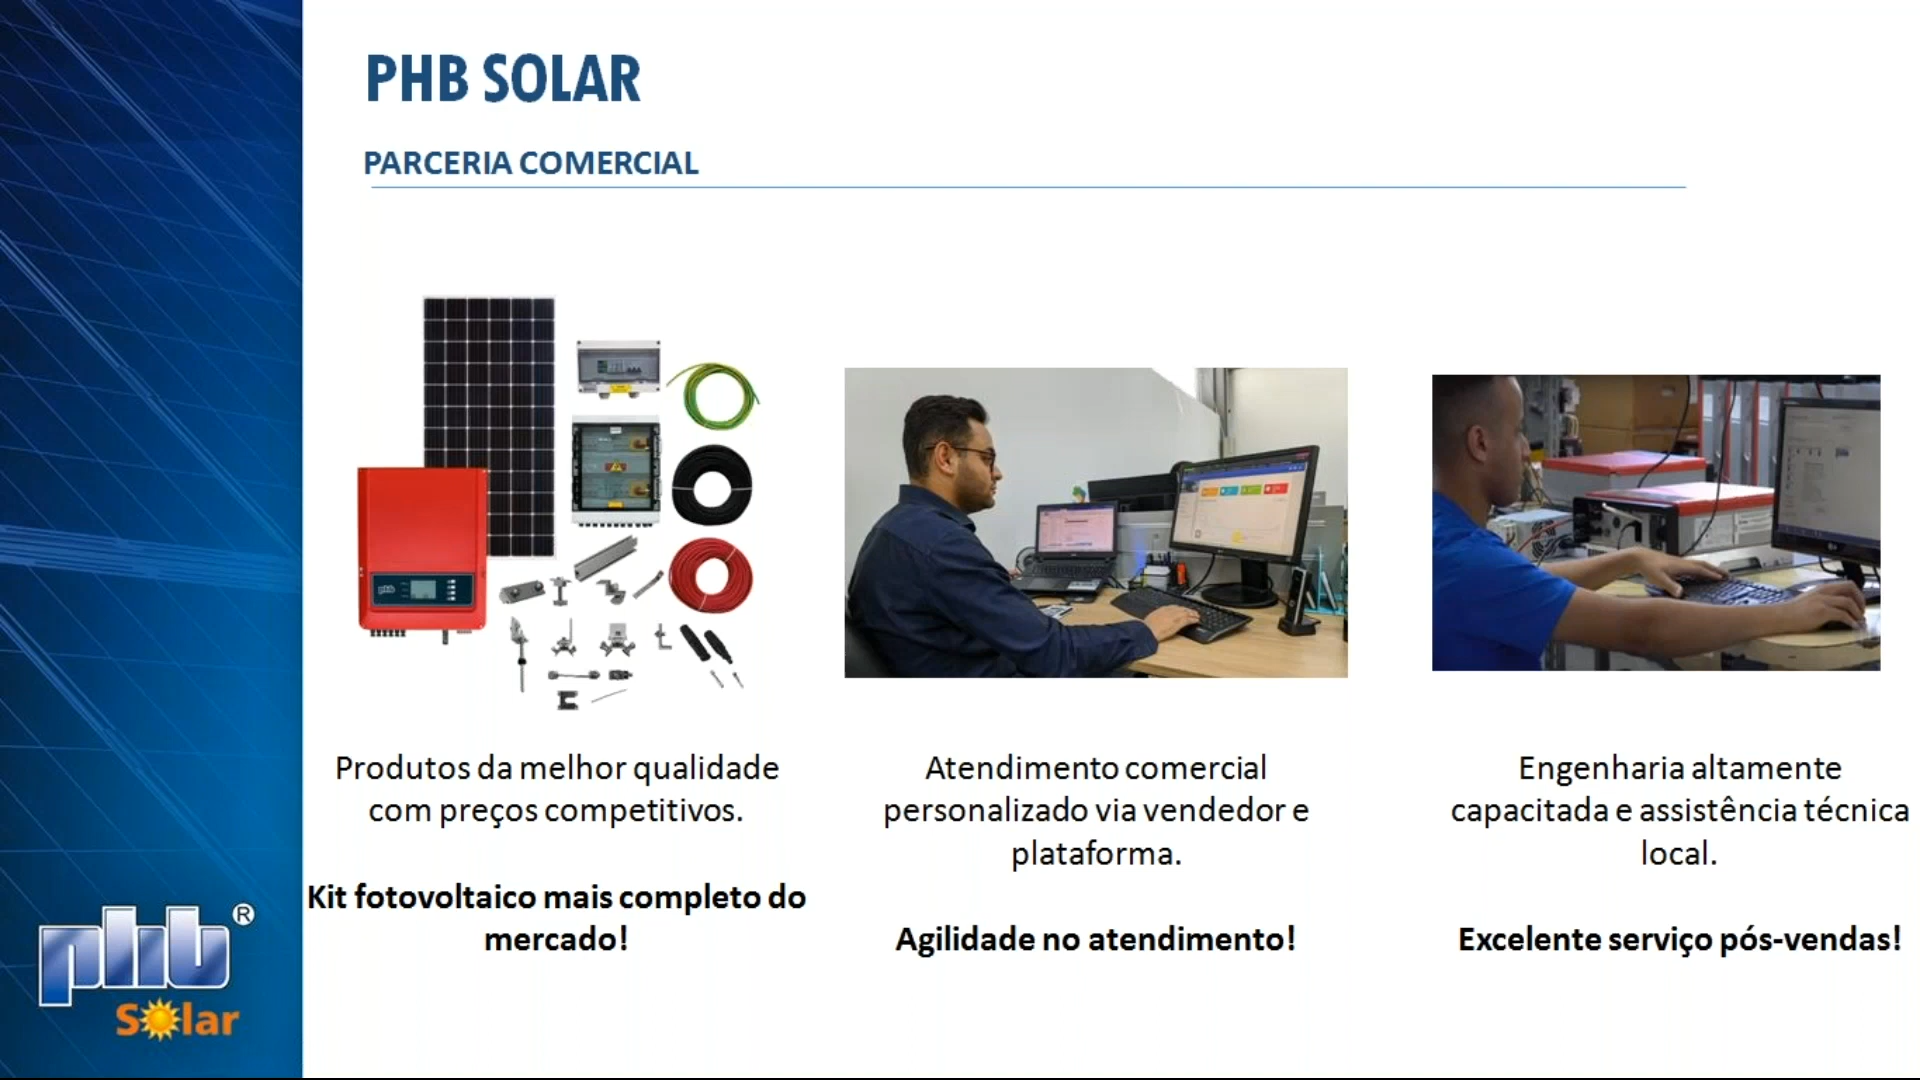 PHB SOLAR
PARCERIA COMERCIAL
Produtos da melhor qualidade
com preços competitivos.
Kit fotovoltaico mais completo do
mercado!
Atendimento comercial
personalizado via vendedor e
plataforma.
Agilidade no atendimento!
Engenharia altamente
capacitada e assistência técnica
local.
Excelente serviço pós-vendas!
phb ®
Solar
phb